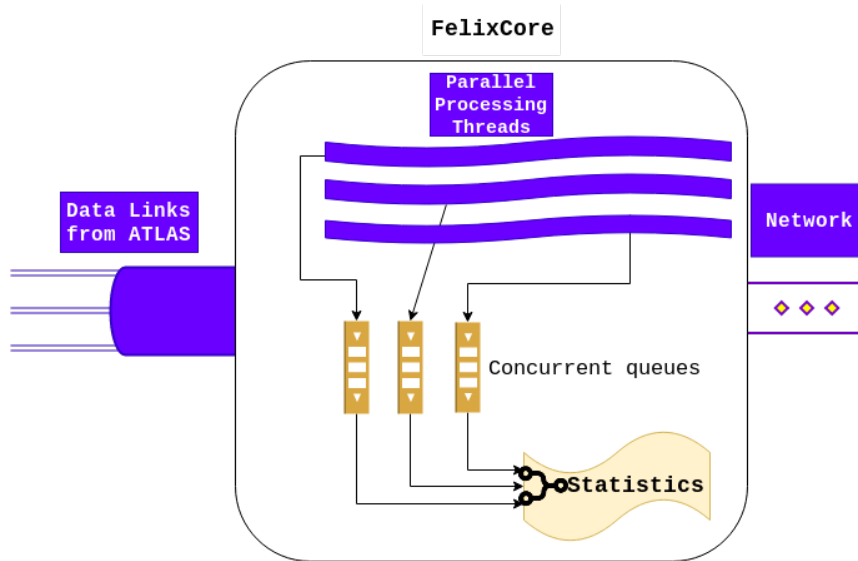 FelixCore
Parallel
Processing
Threads
Data Links
from ATLAS
Network
Concurrent queues
Statistics